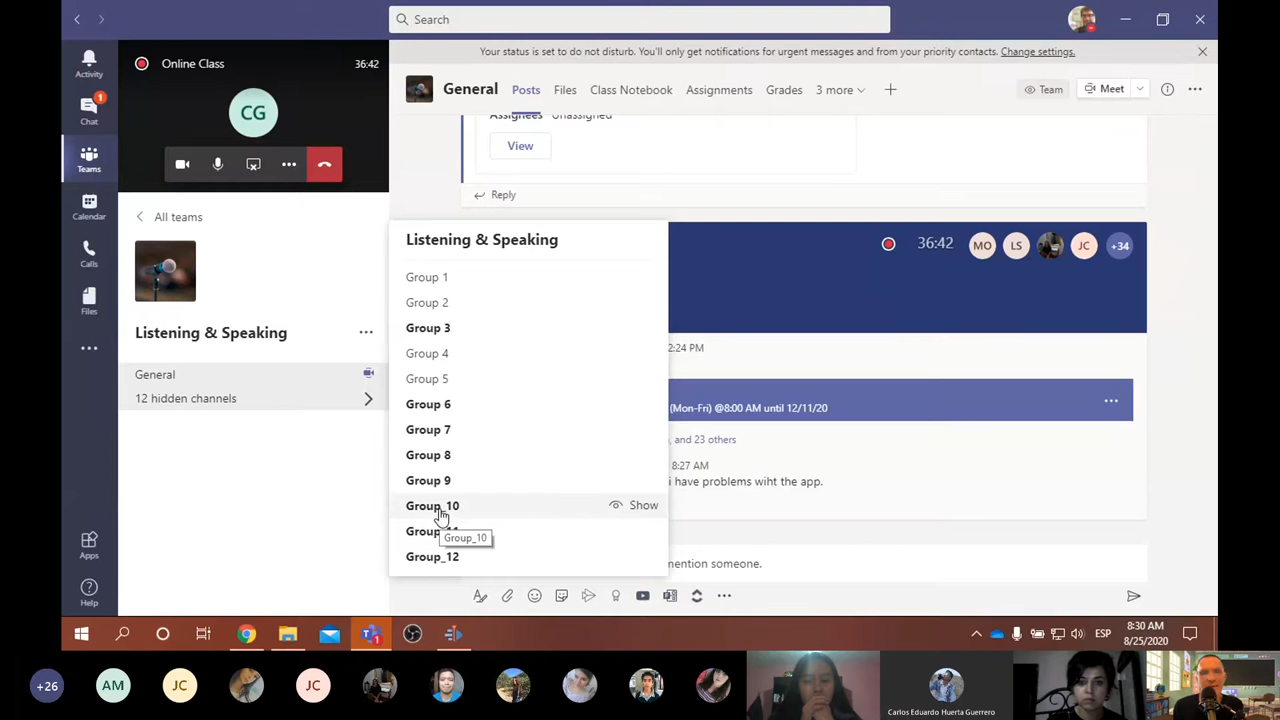 Search
Activity
Chat
1
Teams
Calendar
Calls
Files
Apps
Help
Online Class
36:42
CG
All teams
Listening & Speaking
General
12 hidden channels
Your status is set to do not disturb. You'll only get notifications for urgent messages and from your priority contacts. Change settings.
General Posts Files Class Notebook Assignments Grades 3 more
Team
Meet
Assignees Unassigned
View
Reply
Listening & Speaking
Group 1
Group 2
Group 3
Group 4
Group 5
Group 6
Group 7
Group 8
Group 9
Group_10
Show
Group_10
Group_12
36:42 MO LS JC +34
2:24 PM
(Mon-Fri) @8:00 AM until 12/11/20
, and 23 others
8:27 AM
i have problems wiht the app.
mention someone.
1
ESP
8:30 AM
8/25/2020
+26 AM JC JC
Carlos Eduardo Huerta Guerrero